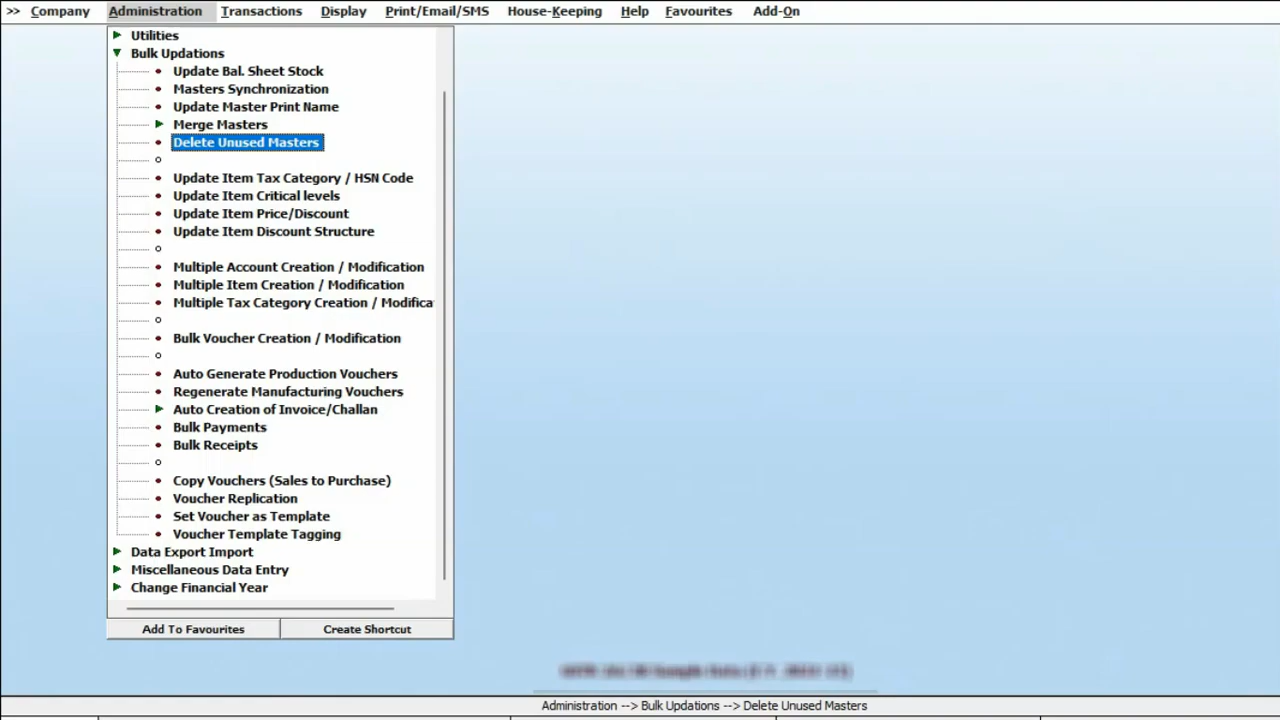 >> Company Administration Transactions Display Print/Email/SMS House-Keeping Help Favourites Add-On
Utilities
Bulk Updations
Update Bal. Sheet Stock
Masters Synchronization
Update Master Print Name
Merge Masters
Delete Unused Masters
Update Item Tax Category / HSN Code
Update Item Critical levels
Update Item Price/Discount
Update Item Discount Structure
Multiple Account Creation / Modification
Multiple Item Creation / Modification
Multiple Tax Category Creation / Modifica
Bulk Voucher Creation / Modification
Auto Generate Production Vouchers
Regenerate Manufacturing Vouchers
Auto Creation of Invoice/Challan
Bulk Payments
Bulk Receipts
Copy Vouchers (Sales to Purchase)
Voucher Replication
Set Voucher as Template
Voucher Template Tagging
Data Export Import
Miscellaneous Data Entry
Change Financial Year
Add To Favourites Create Shortcut
Administration --> Bulk Updations --> Delete Unused Masters